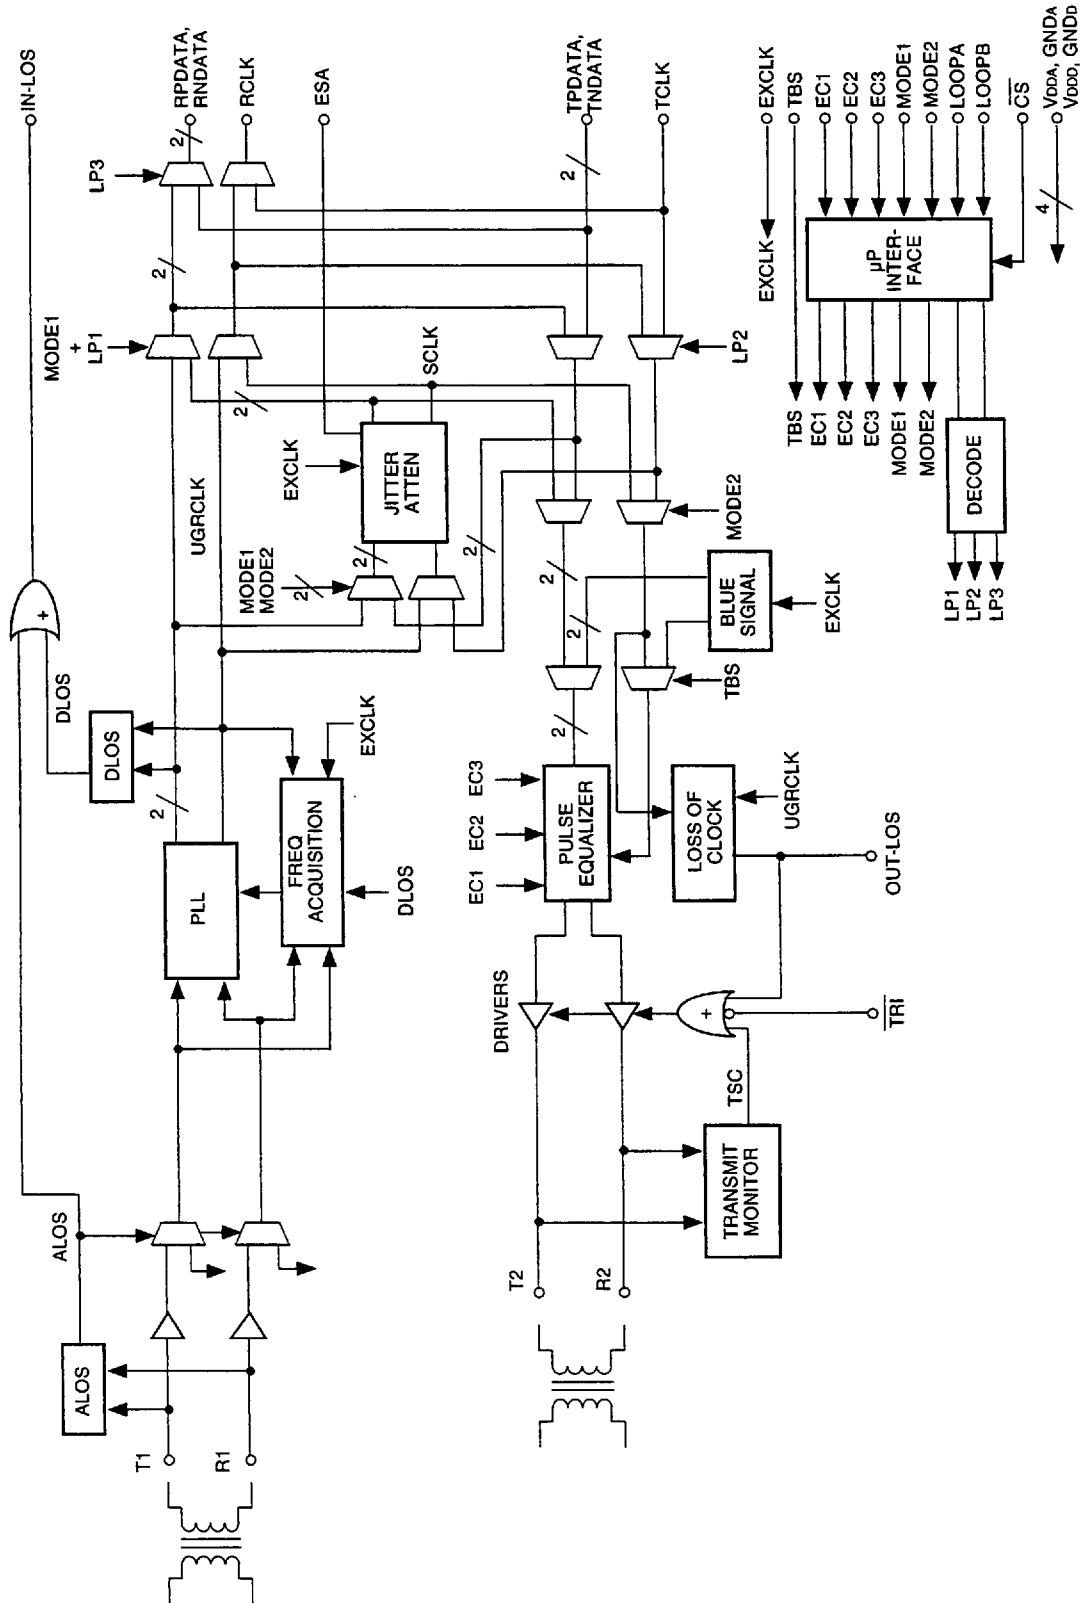 T1
R1
ALOS
ALOS
IN-LOS
DLOS
DLOS
2
PLL
FREQ
ACQUISITION
EXCLK
DLOS
UGRCLK
MODE1
MODE2
2
2
EXCLK
JITTER
ATTEN
2
SCLK
2
MODE1
+
LP1
2
LP3
2
RPDATA,
RNDATA
RCLK
ESA
TPDATA,
TNDATA
2
TCLK
LP2
MODE2
T2
R2
DRIVERS
TRANSMIT
MONITOR
TSC
+
+
TRI
OUT-LOS
EC1
EC2
EC3
PULSE
EQUALIZER
2
2
2
LOSS OF
CLOCK
UGRCLK
TBS
BLUE
SIGNAL
EXCLK
EXCLK
EXCLK
TBS
TBS
EC1
EC2
EC3
MODE1
MODE2
µP
INTER-
FACE
EC1
EC2
EC3
MODE1
MODE2
LOOPA
LOOPB
CS
4
VDDA, GNDA
VDDD, GNDD
DECODE
LP1
LP2
LP3